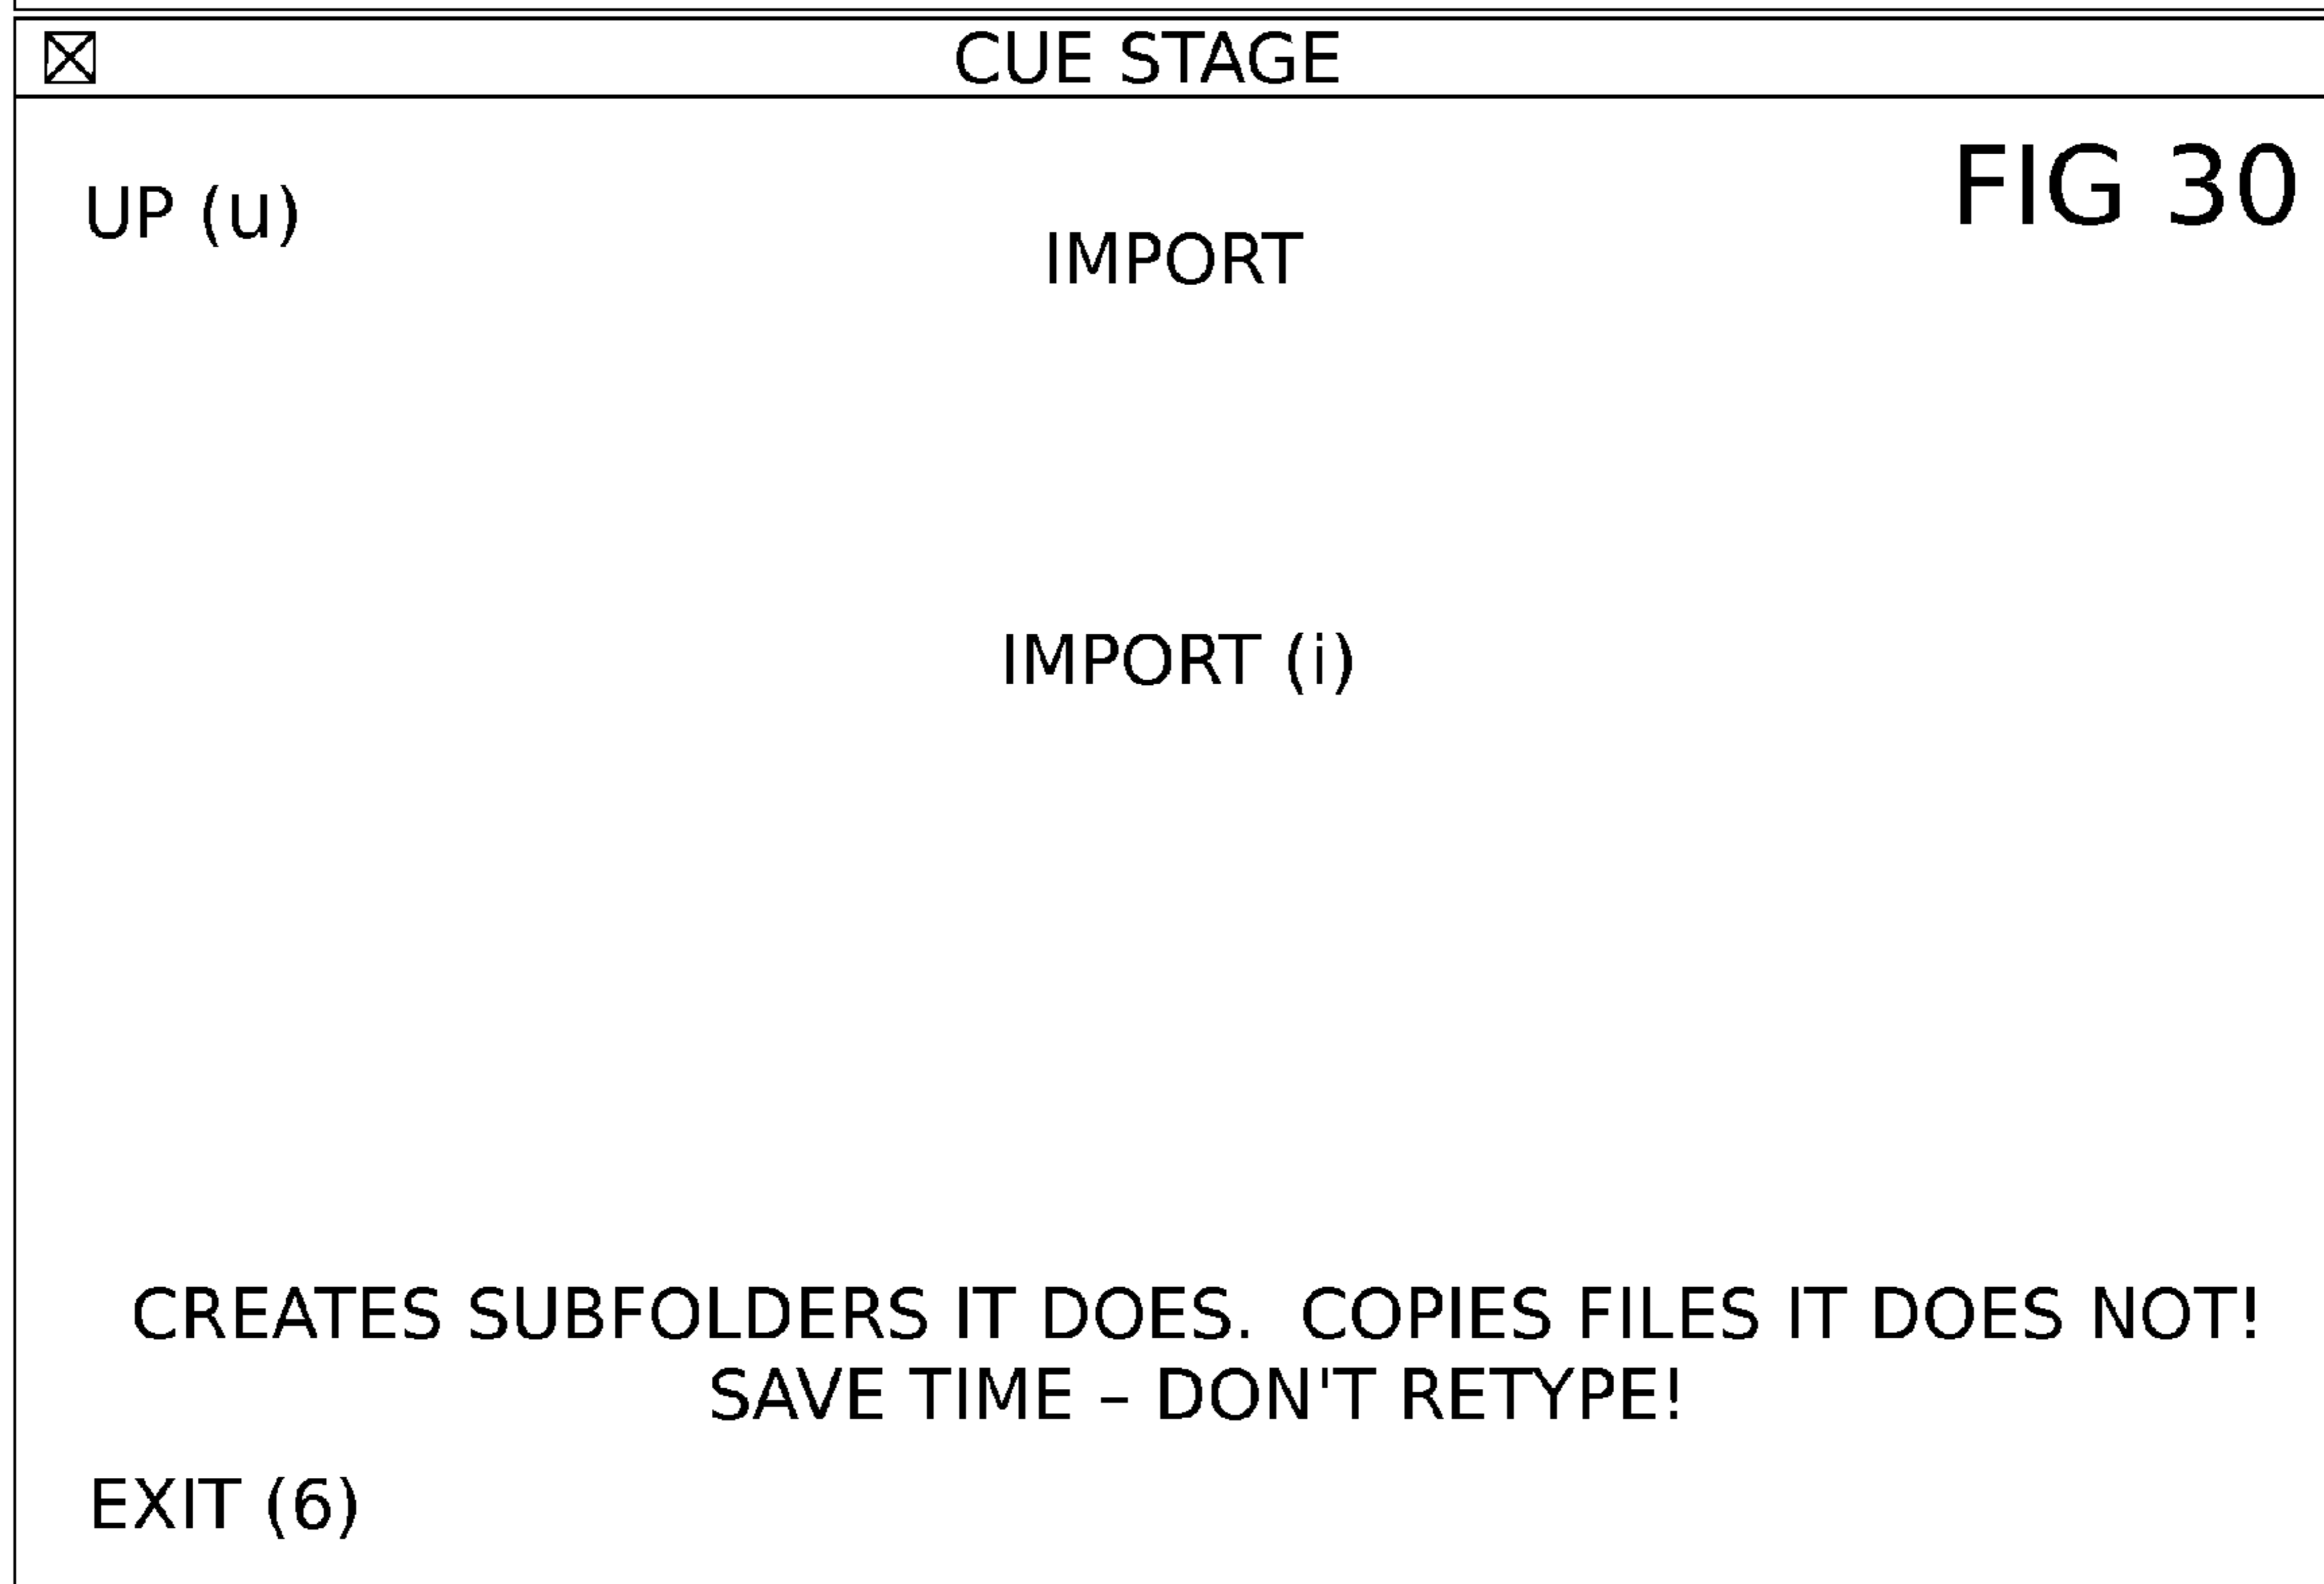 CUE STAGE
FIG 30
UP (u)
IMPORT
IMPORT (i)
CREATES SUBFOLDERS IT DOES.  COPIES FILES IT DOES NOT!
SAVE TIME – DON'T RETYPE!
EXIT (6)